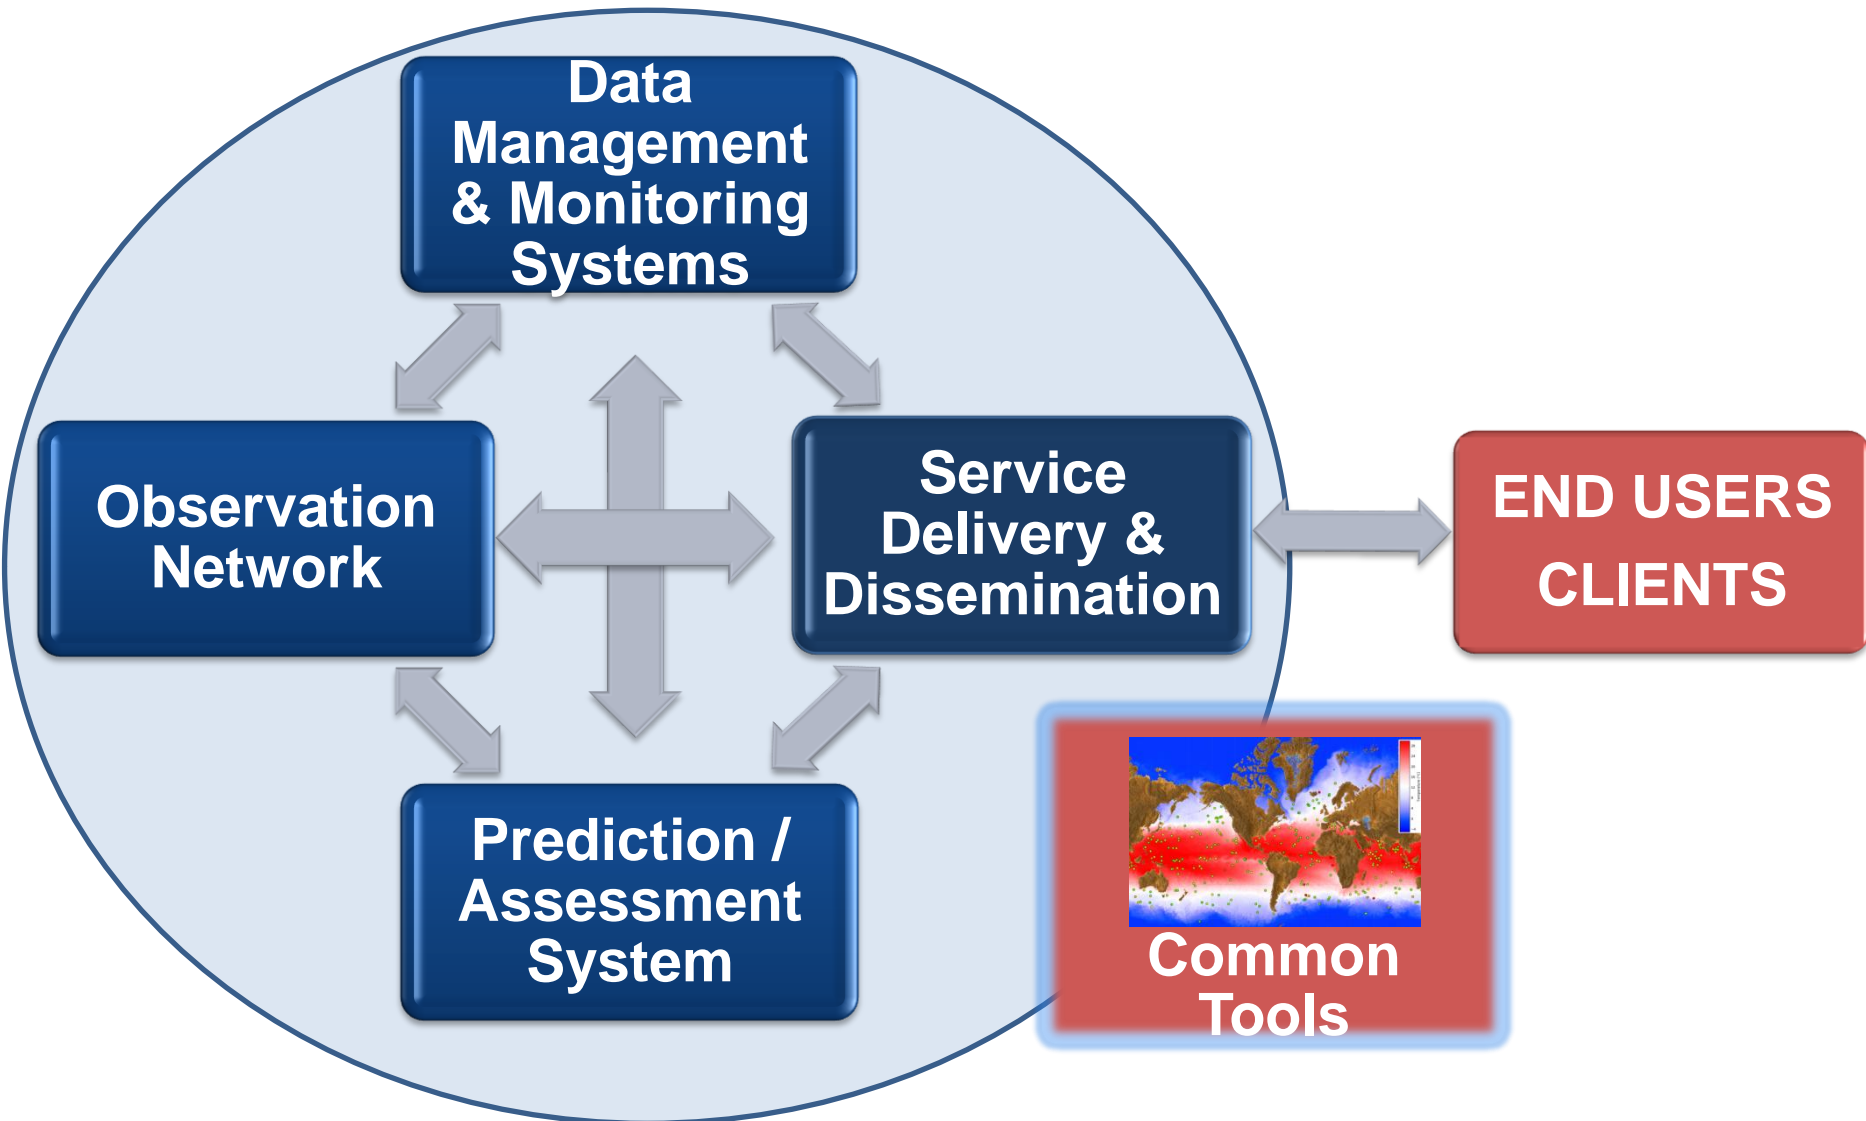 Data
Management
& Monitoring
Systems
Observation
Network
Service
Delivery &
Dissemination
END USERS
CLIENTS
Prediction /
Assessment
System
Common
Tools